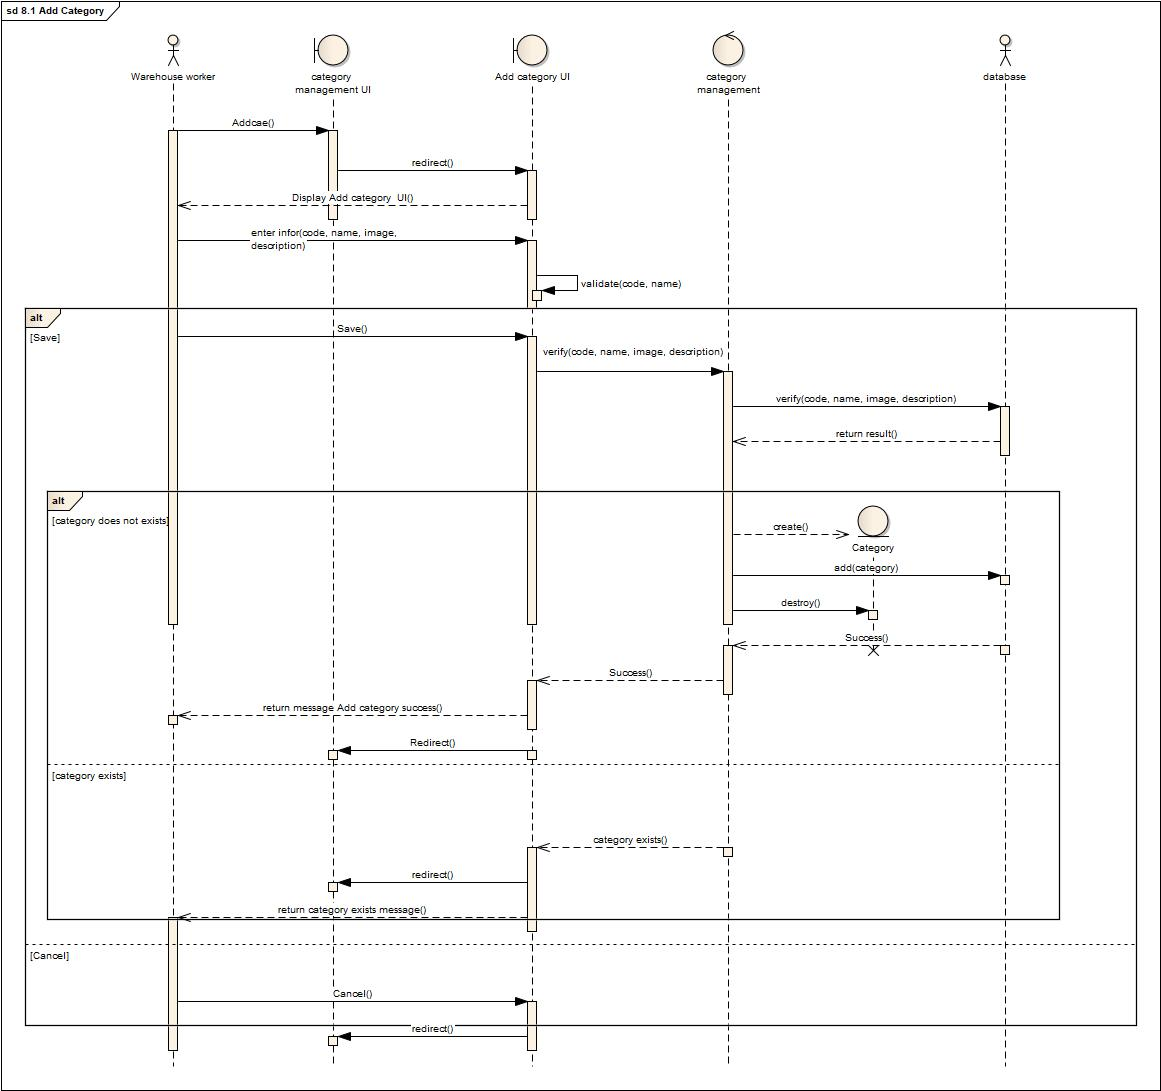 sd 8.1 Add Category
Warehouse worker
category
management UI
Add category UI
category
management
database
Addcae()
redirect()
Display Add category  UI()
enter infor(code, name, image,
description)
validate(code, name)
alt
[Save]
Save()
verify(code, name, image, description)
verify(code, name, image, description)
return result()
alt
[category does not exists]
create()
Category
add(category)
destroy()
Success()
Success()
return message Add category success()
Redirect()
[category exists]
category exists()
redirect()
return category exists message()
[Cancel]
Cancel()
redirect()